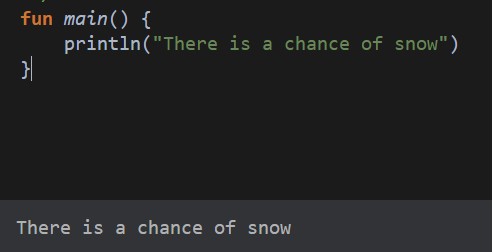 fun main() {
    println("There is a chance of snow")
}
There is a chance of snow